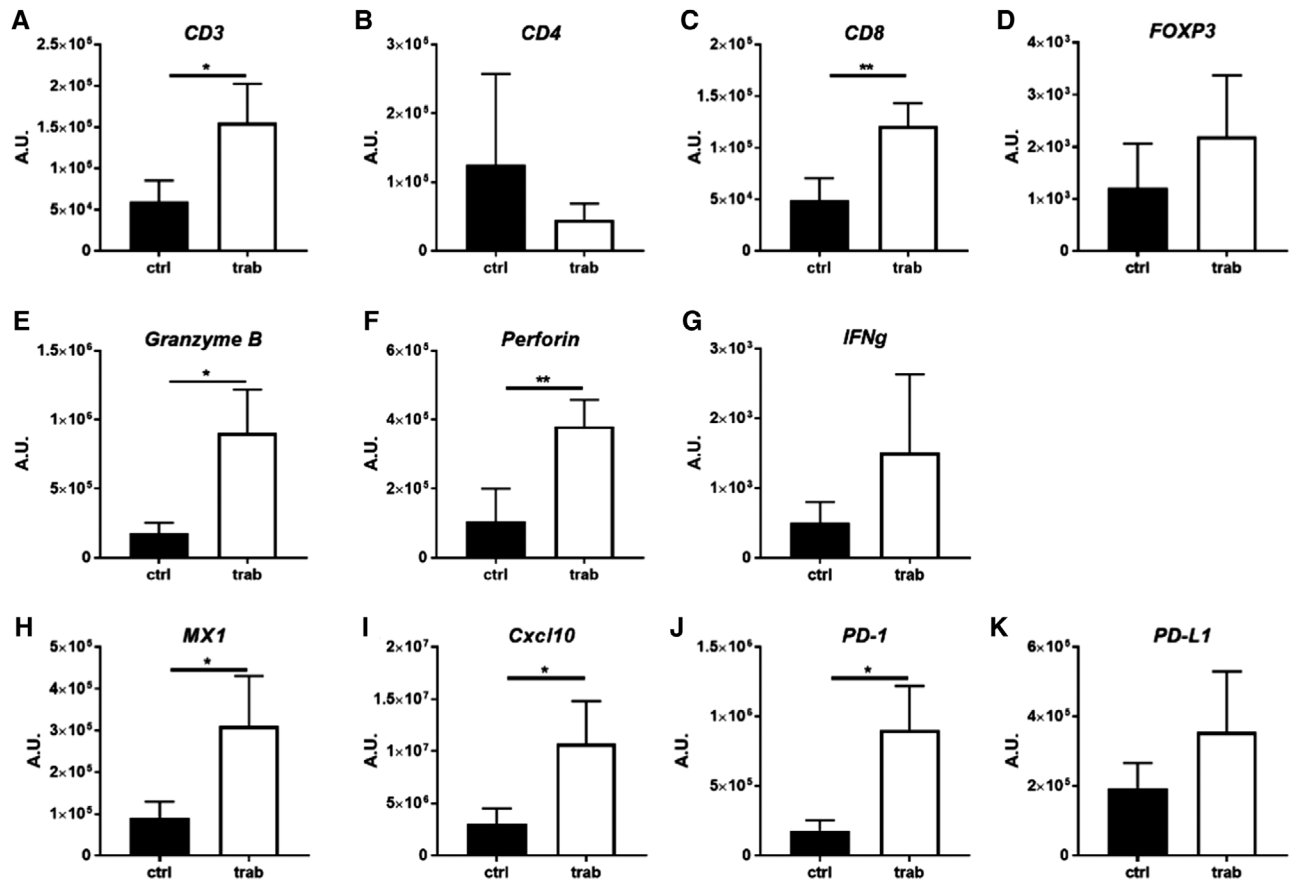 A
CD3
2.5×10⁵
2×10⁵
1.5×10⁵
1×10⁵
5×10⁴
0
A.U.
*
ctrl trab
B
CD4
3×10⁵
2×10⁵
1×10⁵
0
A.U.
ctrl trab
C
CD8
2×10⁵
1.5×10⁵
1×10⁵
5×10⁴
0
A.U.
**
ctrl trab
D
FOXP3
4×10³
3×10³
2×10³
1×10³
0
A.U.
ctrl trab
E
Granzyme B
1.5×10⁶
1×10⁶
5×10⁵
0
A.U.
*
ctrl trab
F
Perforin
6×10⁵
4×10⁵
2×10⁵
0
A.U.
**
ctrl trab
G
IFNg
3×10³
2×10³
1×10³
0
A.U.
ctrl trab
H
MX1
5×10⁵
4×10⁵
3×10⁵
2×10⁵
1×10⁵
0
A.U.
*
ctrl trab
I
Cxcl10
2×10⁷
1.5×10⁷
1×10⁷
5×10⁶
0
A.U.
*
ctrl trab
J
PD-1
1.5×10⁶
1×10⁶
5×10⁵
0
A.U.
*
ctrl trab
K
PD-L1
6×10⁵
4×10⁵
2×10⁵
0
A.U.
ctrl trab